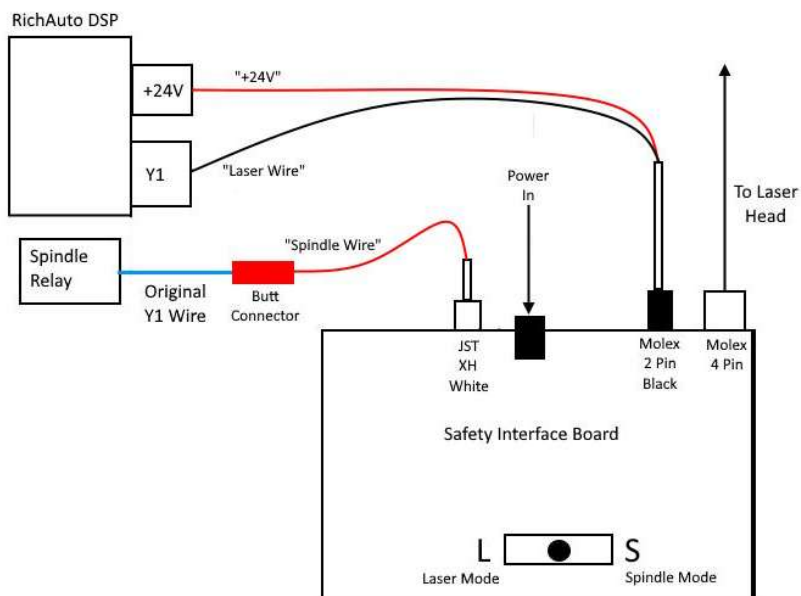 RichAuto DSP
+24V
"+24V"
Y1
"Laser Wire"
Power
In
To Laser
Head
Spindle
Relay
"Spindle Wire"
Original
Y1 Wire
Butt
Connector
JST
XH
White
Molex
2 Pin
Black
Molex
4 Pin
Safety Interface Board
L
S
Laser Mode
Spindle Mode